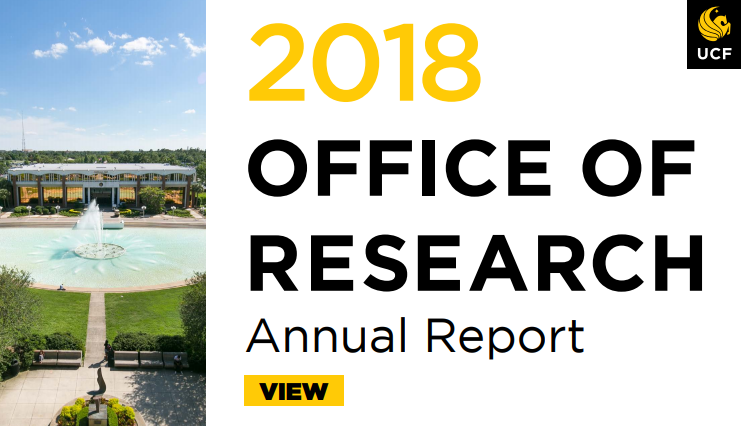 2018
UCF
OFFICE OF
RESEARCH
Annual Report
VIEW